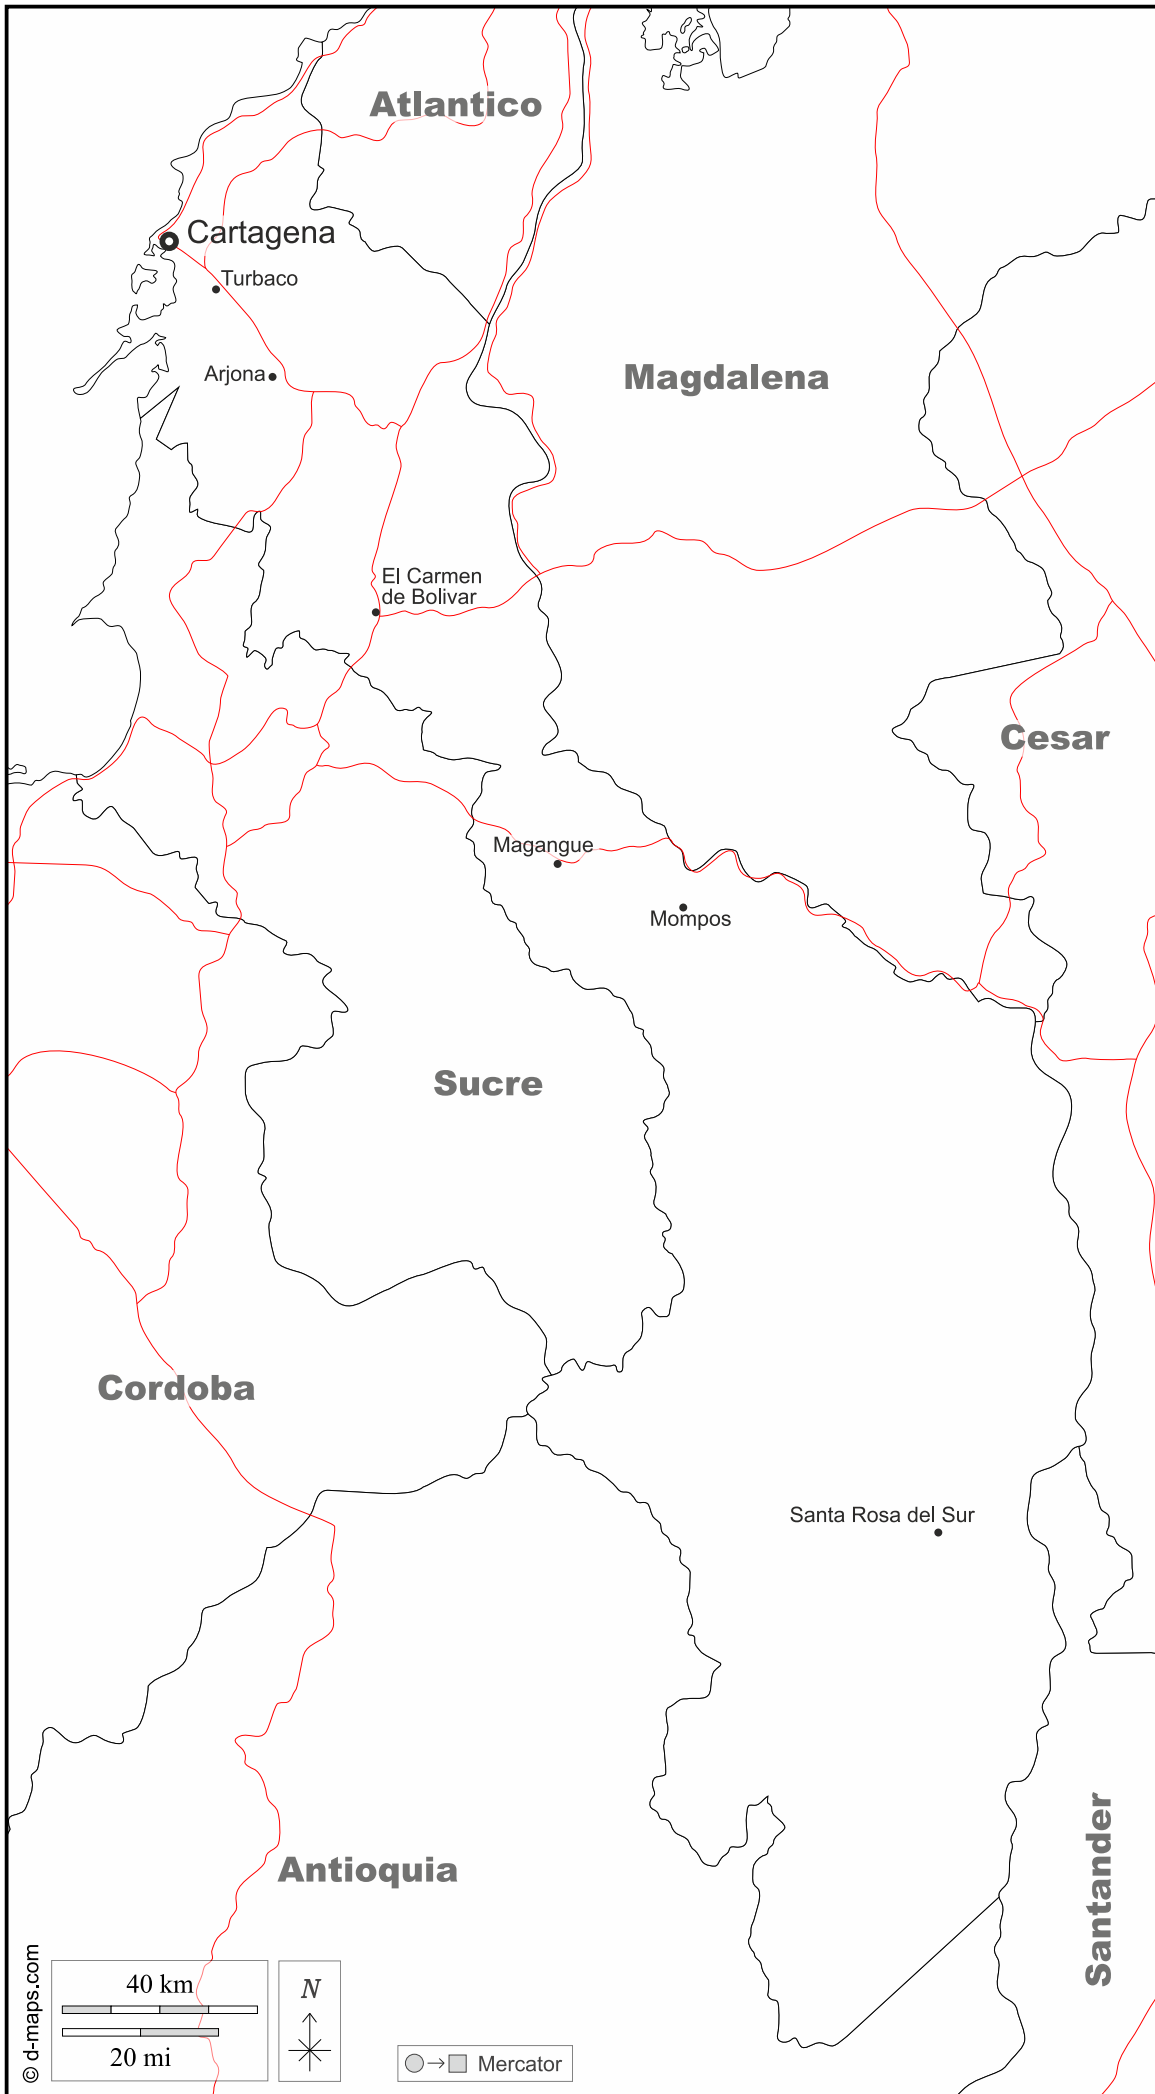 Atlantico
Cartagena
Turbaco
Arjona
Magdalena
El Carmen
de Bolivar
Cesar
Magangue
Mompos
Sucre
Cordoba
Santa Rosa del Sur
Antioquia
Santander
© d-maps.com
40 km
20 mi
N
Mercator